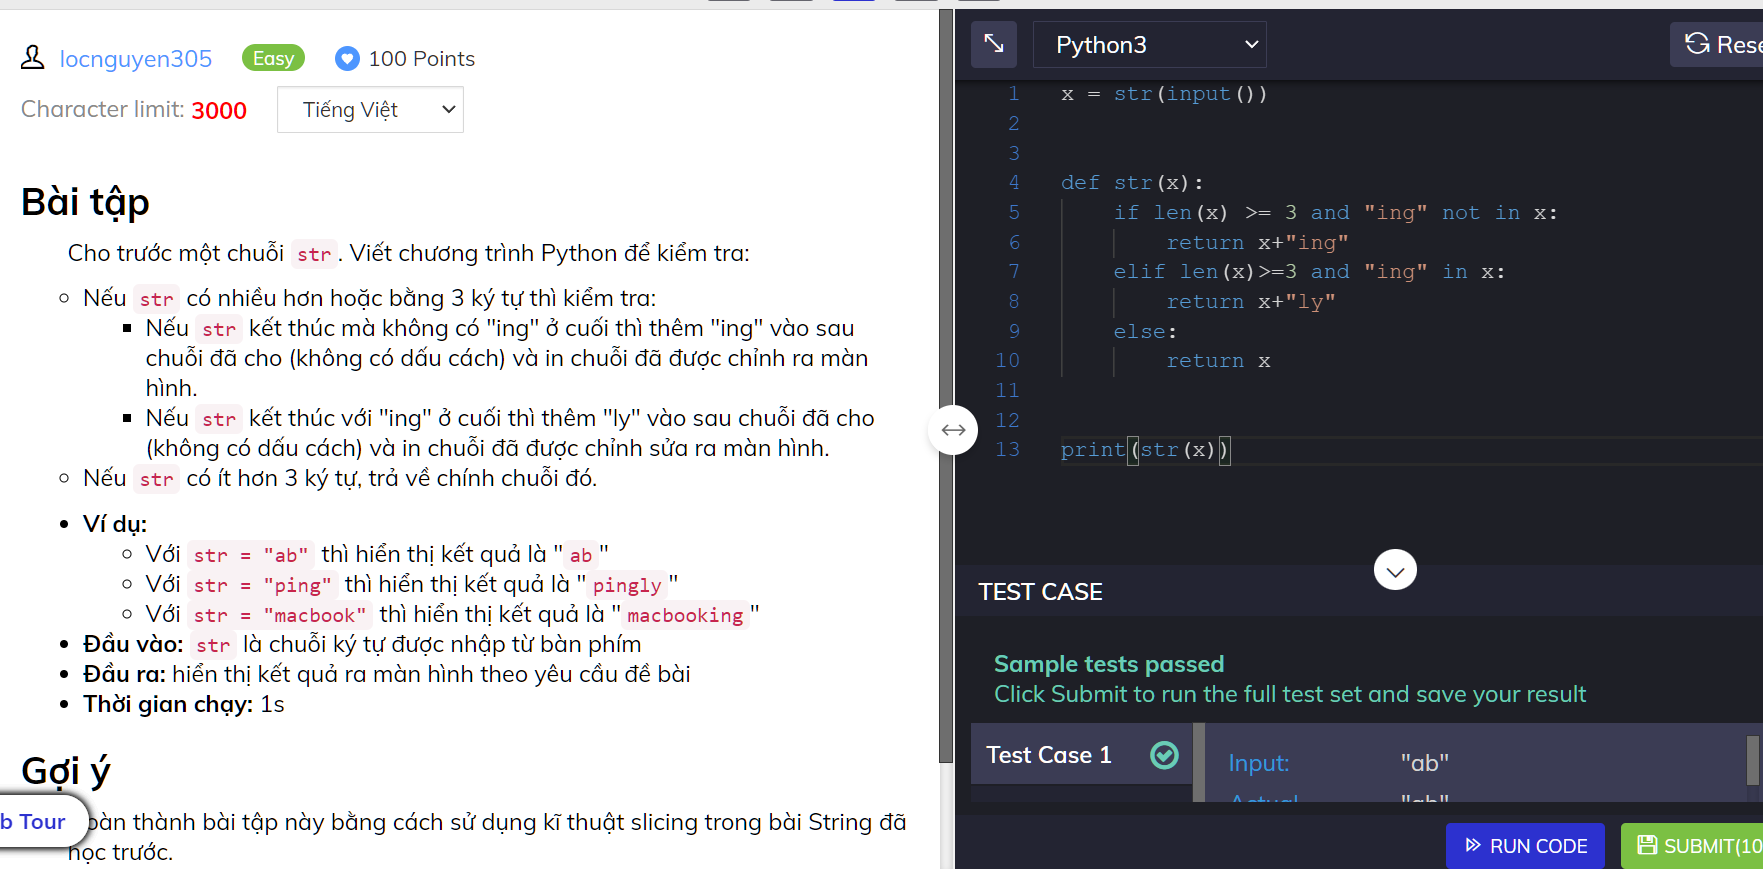 locnguyen305 Easy 100 Points
Character limit: 3000 Tiếng Việt
Bài tập
Cho trước một chuỗi str. Viết chương trình Python để kiểm tra:
Nếu str có nhiều hơn hoặc bằng 3 ký tự thì kiểm tra:
Nếu str kết thúc mà không có "ing" ở cuối thì thêm "ing" vào sau
chuỗi đã cho (không có dấu cách) và in chuỗi đã được chỉnh ra màn
hình.
Nếu str kết thúc với "ing" ở cuối thì thêm "ly" vào sau chuỗi đã cho
(không có dấu cách) và in chuỗi đã được chỉnh sửa ra màn hình.
Nếu str có ít hơn 3 ký tự, trả về chính chuỗi đó.
Ví dụ:
Với str = "ab" thì hiển thị kết quả là "ab"
Với str = "ping" thì hiển thị kết quả là "pingly"
Với str = "macbook" thì hiển thị kết quả là "macbooking"
Đầu vào: str là chuỗi ký tự được nhập từ bàn phím
Đầu ra: hiển thị kết quả ra màn hình theo yêu cầu đề bài
Thời gian chạy: 1s
Gợi ý
b Tour
oàn thành bài tập này bằng cách sử dụng kĩ thuật slicing trong bài String đã
học trước.
Python3 Rese
1 x = str(input())
2
3
4 def str(x):
5 if len(x) >= 3 and "ing" not in x:
6 return x+"ing"
7 elif len(x)>=3 and "ing" in x:
8 return x+"ly"
9 else:
10 return x
11
12
13 print(str(x))
TEST CASE
Sample tests passed
Click Submit to run the full test set and save your result
Test Case 1
Input: "ab"
Actual "ab"
RUN CODE SUBMIT(10